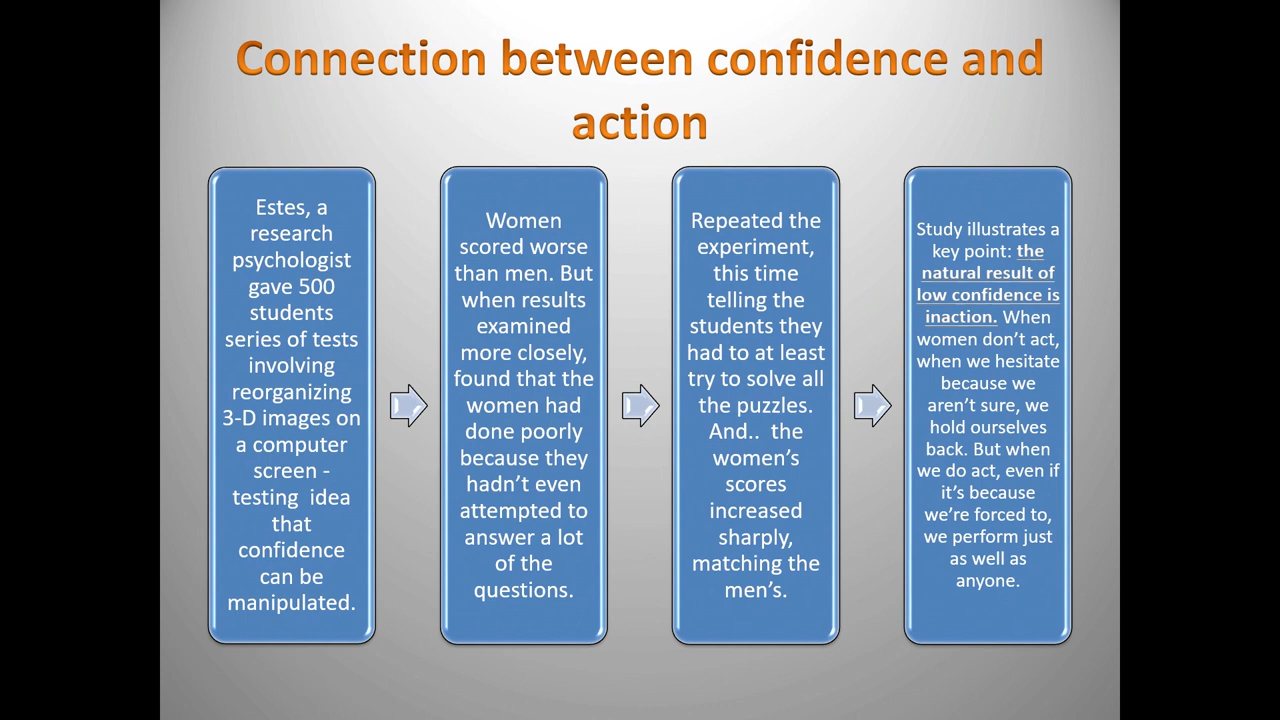 Connection between confidence and
action
Estes, a
research
psychologist
gave 500
students
series of tests
involving
reorganizing
3-D images on
a computer
screen -
testing  idea
that
confidence
can be
manipulated.
Women
scored worse
than men. But
when results
examined
more closely,
found that the
women had
done poorly
because they
hadn’t even
attempted to
answer a lot
of the
questions.
Repeated the
experiment,
this time
telling the
students they
had to at least
try to solve all
the puzzles.
And..  the
women’s
scores
increased
sharply,
matching the
men’s.
Study illustrates a
key point: the
natural result of
low confidence is
inaction. When
women don’t act,
when we hesitate
because we
aren’t sure, we
hold ourselves
back. But when
we do act, even if
it’s because
we’re forced to,
we perform just
as well as
anyone.